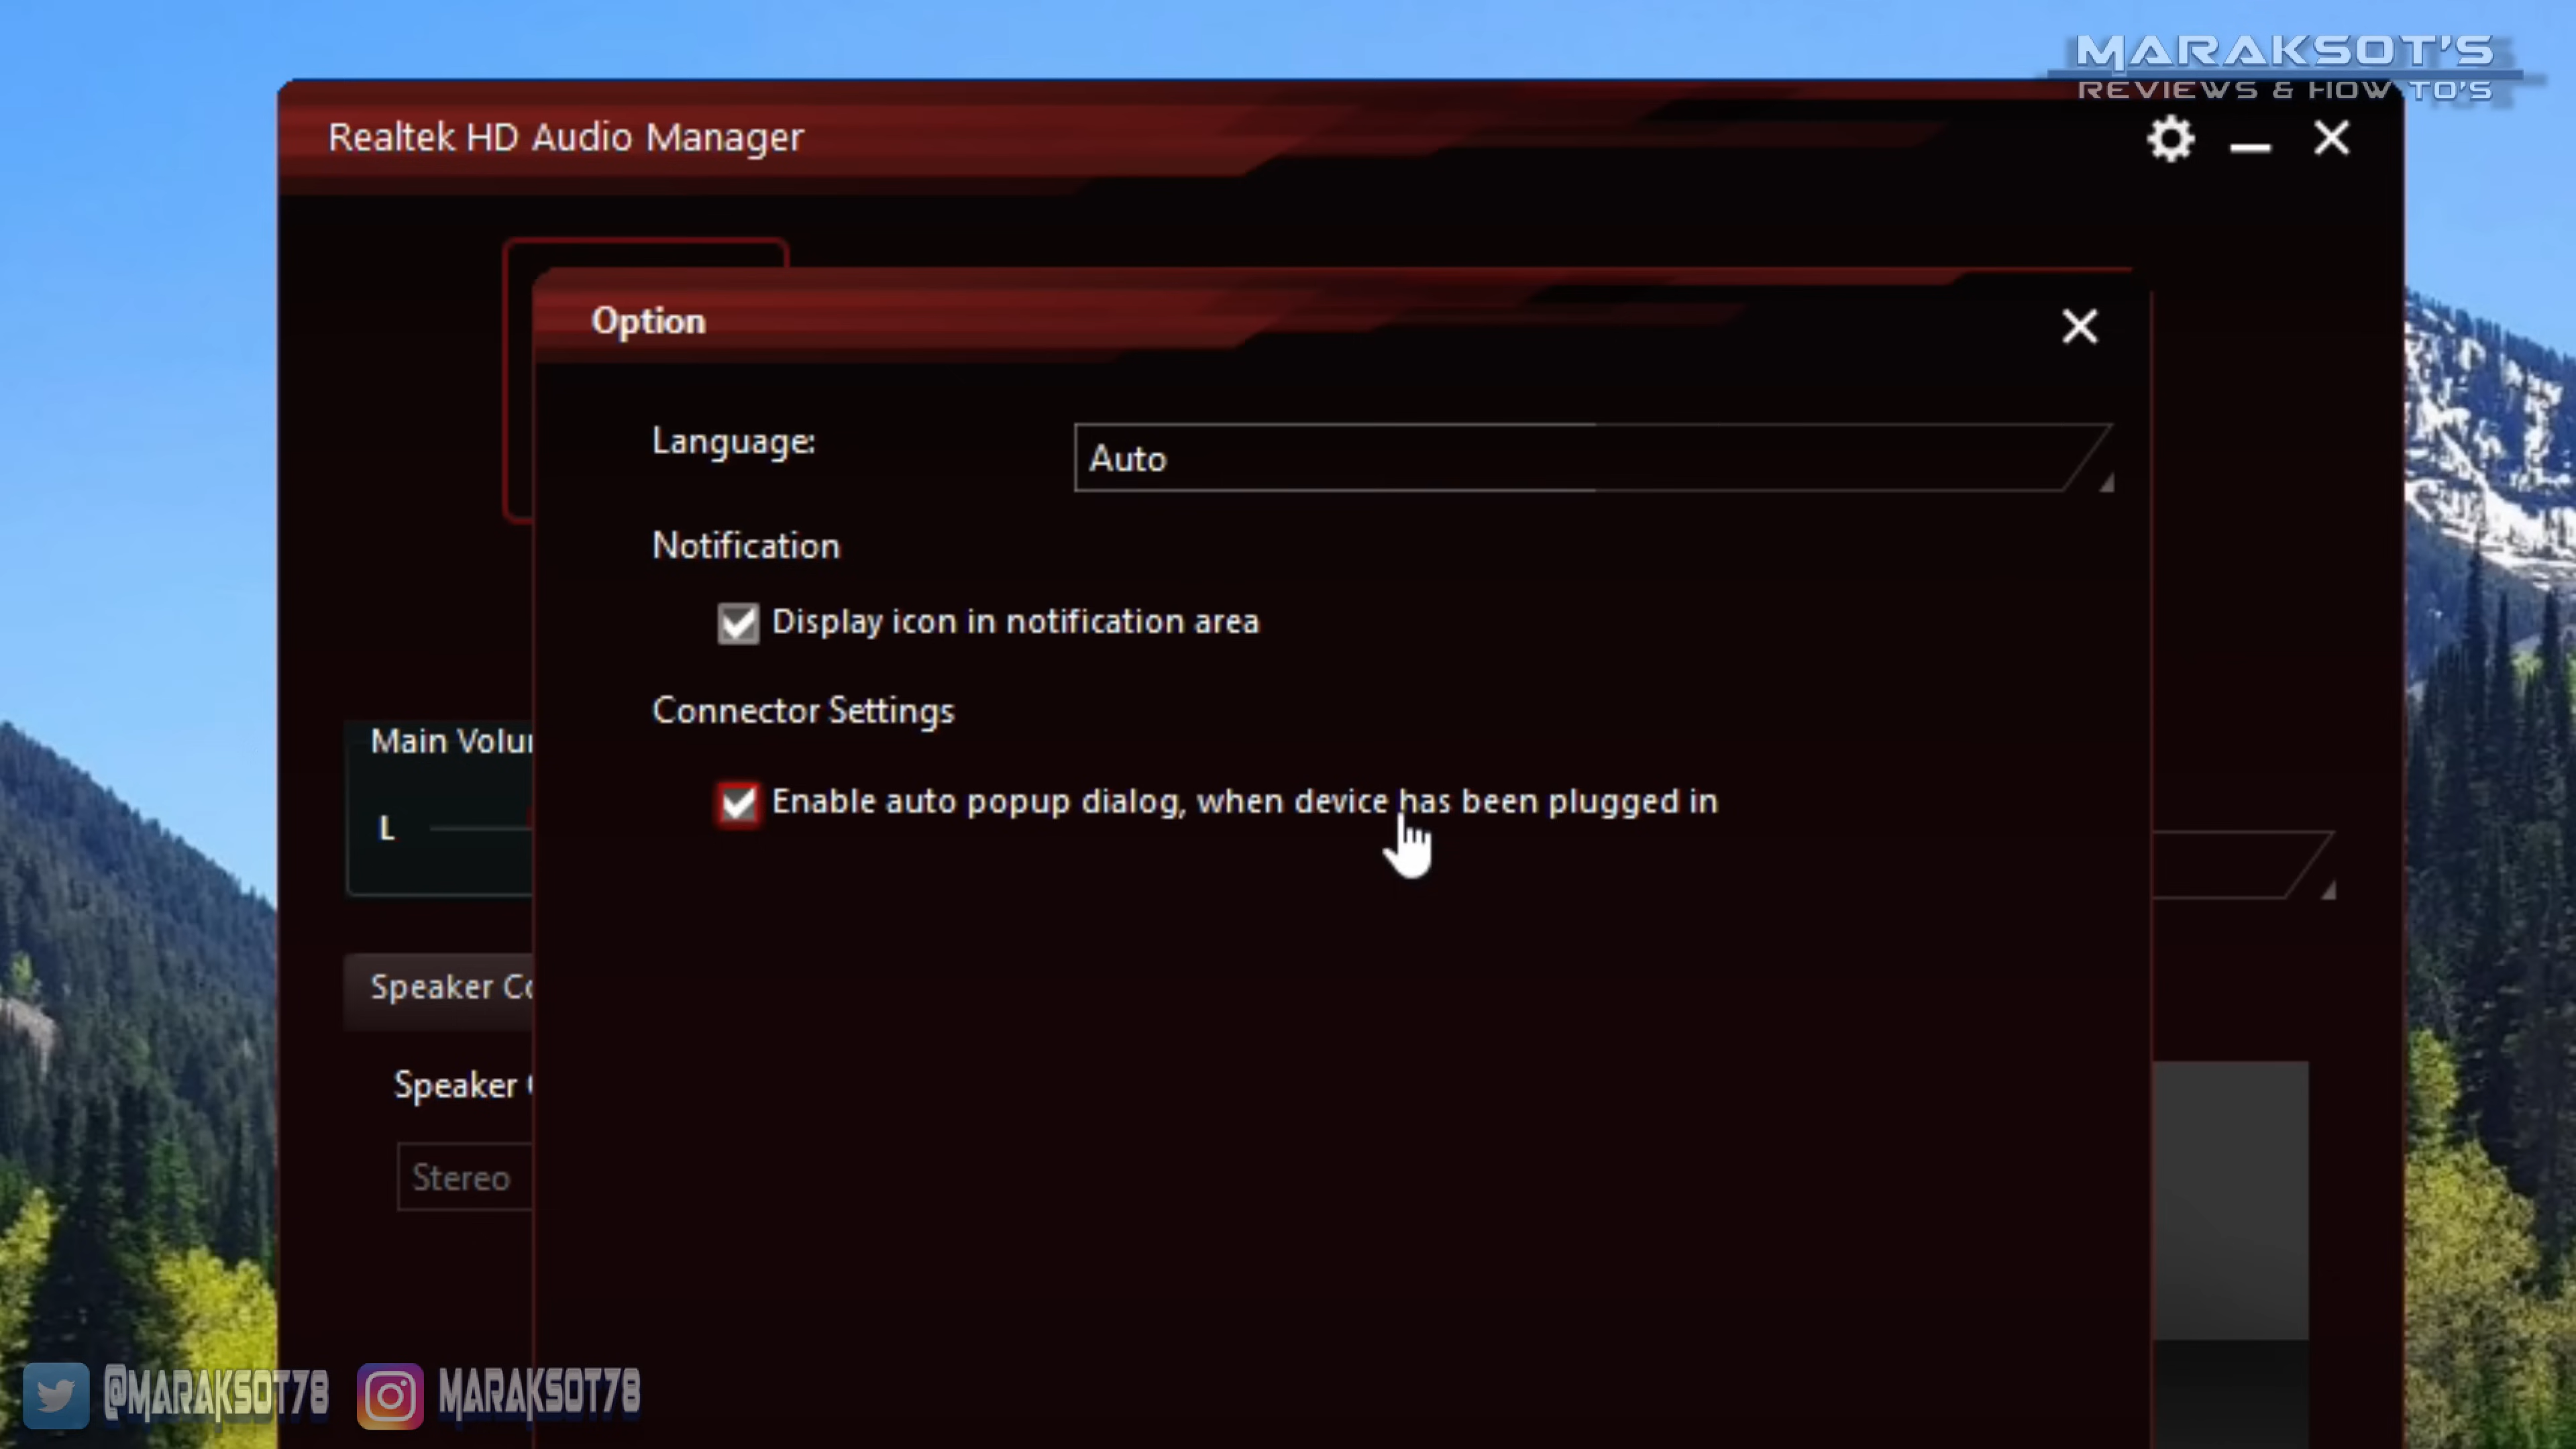 MARAKSOT'S
REVIEWS & HOW TO'S
Realtek HD Audio Manager
Option
Language:
Auto
Notification
Display icon in notification area
Connector Settings
Enable auto popup dialog, when device has been plugged in
Main Volu
L
Speaker Co
Speaker
Stereo
@MARAKSOT78
MARAKSOT78